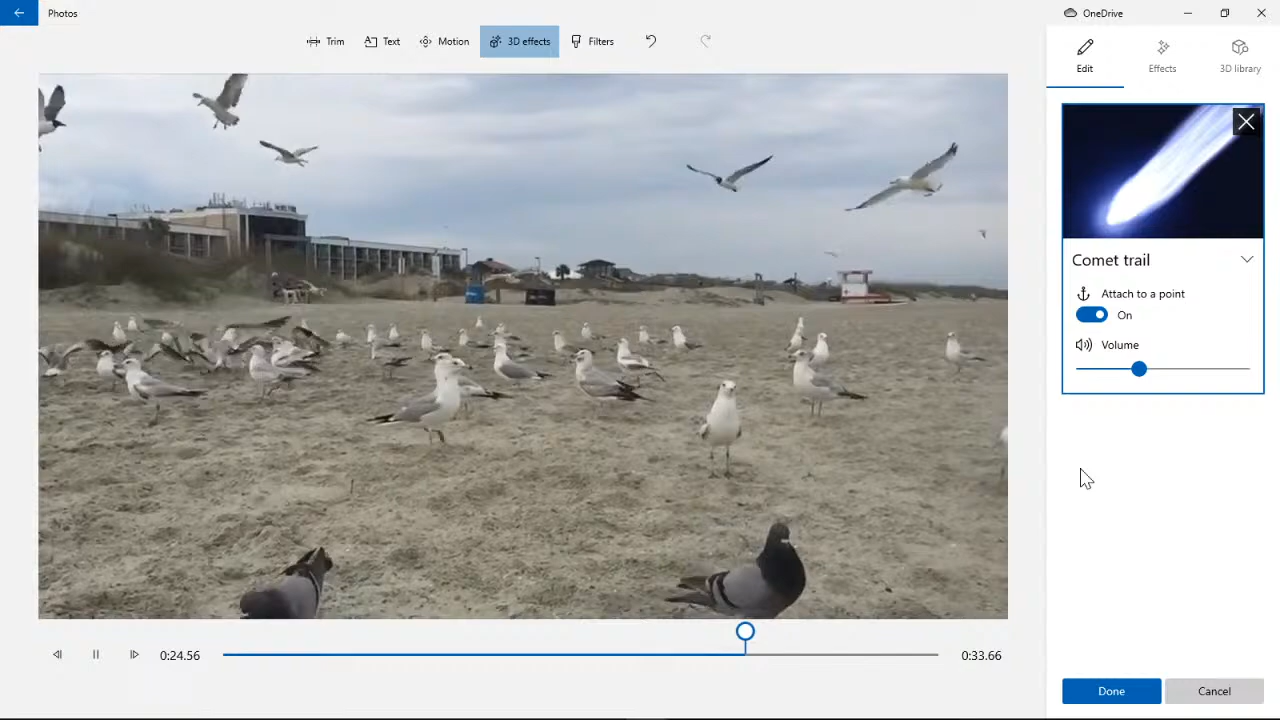 Photos
OneDrive
Trim
Text
Motion
3D effects
Filters
Edit
Effects
3D library
Comet trail
Attach to a point
On
Volume
0:24.56
0:33.66
Done
Cancel